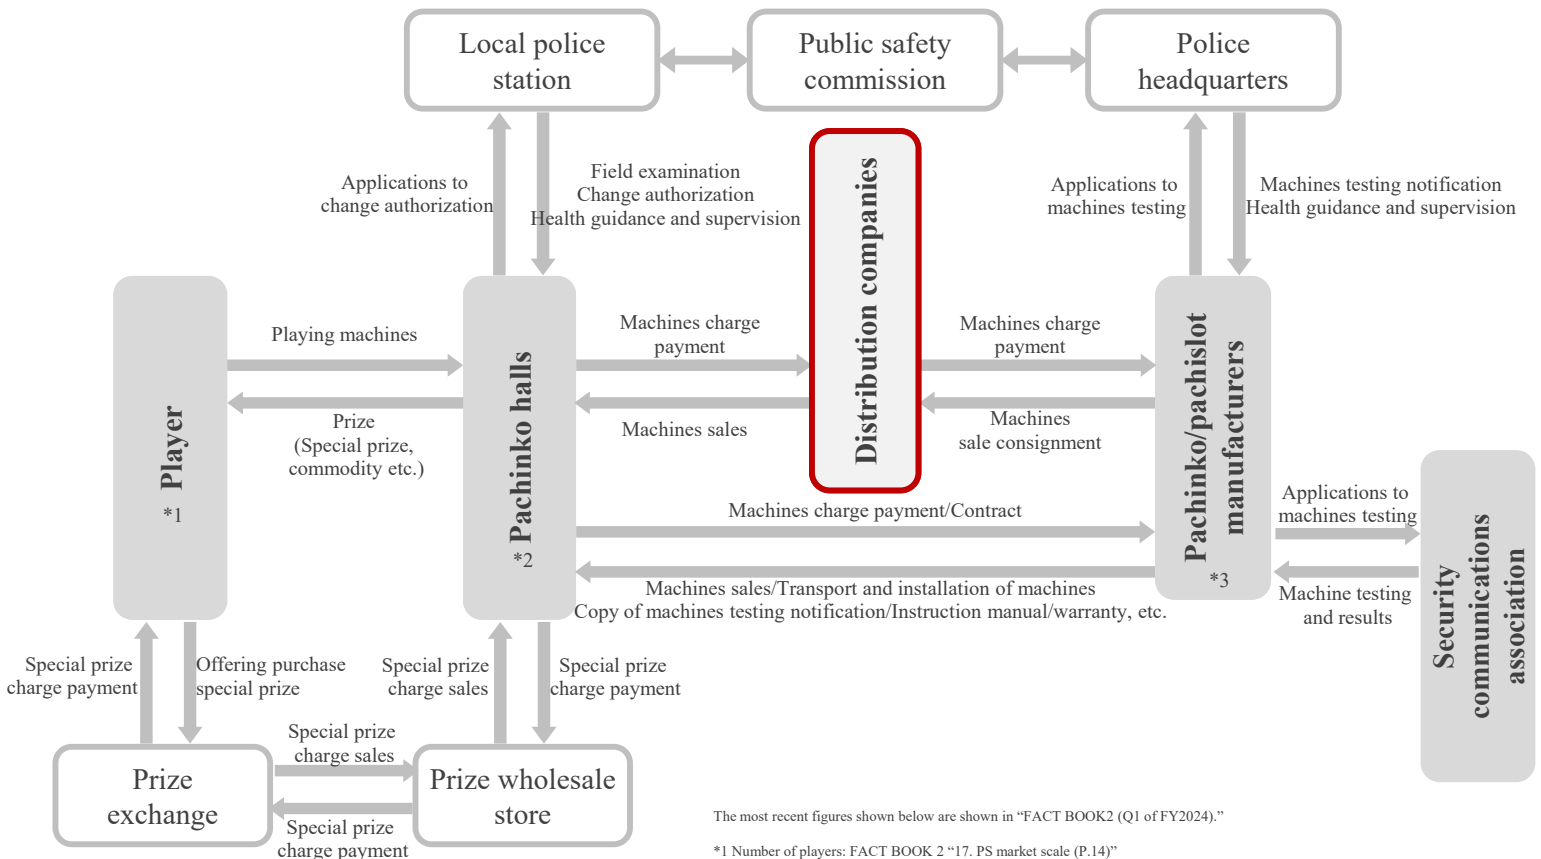 Local police
station
Public safety
commission
Police
headquarters
Applications to
change authorization
Field examination
Change authorization
Health guidance and supervision
Applications to
machines testing
Machines testing notification
Health guidance and supervision
Distribution companies
Player
*1
Playing machines
Prize
(Special prize,
commodity etc.)
Pachinko halls
*2
Machines charge
payment
Machines sales
Machines charge
payment
Machines
sale consignment
Pachinko/pachislot
manufacturers
*3
Machines charge payment/Contract
Machines sales/Transport and installation of machines
Copy of machines testing notification/Instruction manual/warranty, etc.
Applications to
machines testing
Machine testing
and results
Security
communications
association
Special prize
charge payment
Offering purchase
special prize
Special prize
charge sales
Special prize
charge payment
Special prize
charge sales
Prize
exchange
Prize wholesale
store
Special prize
charge payment
The most recent figures shown below are shown in “FACT BOOK2 (Q1 of FY2024).”
*1 Number of players: FACT BOOK 2 “17. PS market scale (P.14)”